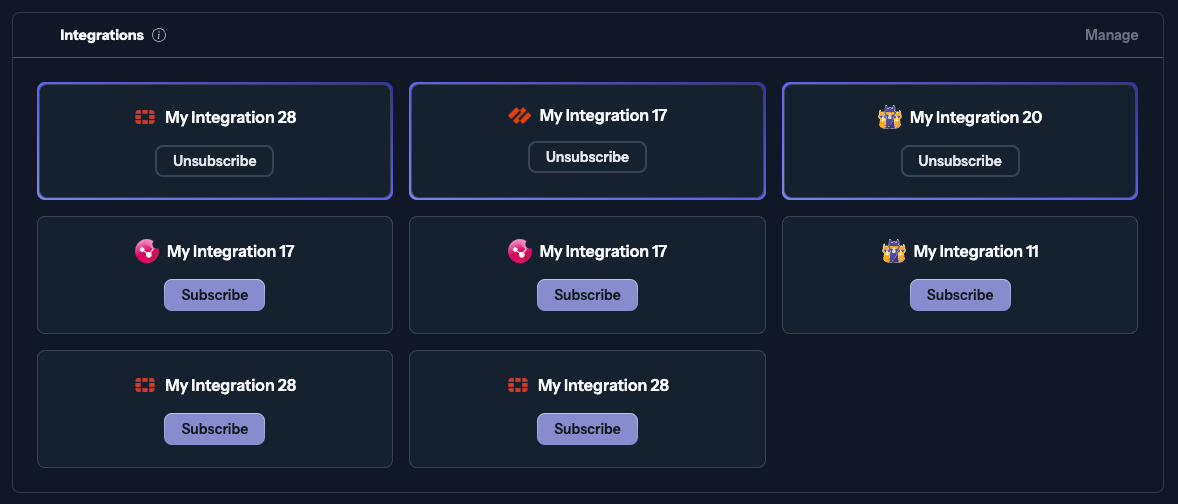 Integrations
Manage
My Integration 28
Unsubscribe
My Integration 17
Unsubscribe
My Integration 20
Unsubscribe
My Integration 17
Subscribe
My Integration 17
Subscribe
My Integration 11
Subscribe
My Integration 28
Subscribe
My Integration 28
Subscribe